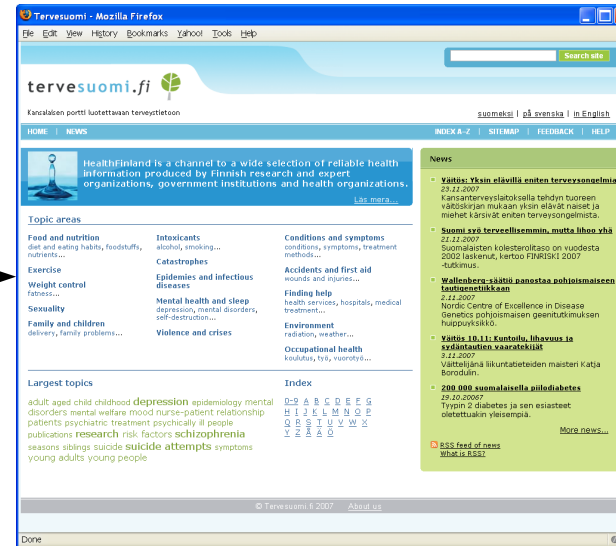 Tervesuomi - Mozilla Firefox
File Edit View History Bookmarks Yahoo! Tools Help
Search site
tervesuomi.fi
Kansalaisen portti luotettavaan terveystietoon
suomeksi | på svenska | in English
HOME | NEWS
INDEX A-Z | SITEMAP | FEEDBACK | HELP
HealthFinland is a channel to a wide selection of reliable health
information produced by Finnish research and expert
organizations, government institutions and health organizations.
Läs mera...
Topic areas
Food and nutrition
diet and eating habits, foodstuffs,
nutrients...
Exercise
Weight control
fatness...
Sexuality
Family and children
delivery, family problems...
Intoxicants
alcohol, smoking...
Catastrophes
Epidemies and infectious
diseases
Mental health and sleep
depression, mental disorders,
self-destruction...
Violence and crises
Conditions and symptoms
conditions, symptoms, treatment
methods...
Accidents and first aid
wounds and injuries...
Finding help
health services, hospitals, medical
treatment...
Environment
radiation, weather...
Occupational health
koulutus, työ, vuorotyö...
Largest topics
adult aged child childhood depression epidemiology mental
disorders mental welfare mood nurse-patient relationship
patients psychiatric treatment psychically ill people
publications research risk factors schizophrenia
seasons siblings suicide suicide attempts symptoms
young adults young people
Index
0-9 A B C D E F G
H I J K L M N O P
Q R S T U V W X
Y Z Å Ä Ö
News
Väitös: Yksin elävillä eniten terveysongelmia
23.11.2007
Kansanterveyslaitoksella tehdyn tuoreen
väitöskirjan mukaan yksin elävät naiset ja
miehet kärsivät eniten terveysongelmista.
Suomi syö terveellisemmin, mutta lihoo yhä
21.11.2007
Suomalaisten kolesterolitaso on vuodesta
2002 laskenut, kertoo FINRISKI 2007
-tutkimus.
Wallenberg-säätiö panostaa pohjoismaiseen
tautigenetiikkaan
2.11.2007
Nordic Centre of Excellence in Disease
Genetics pohjoismaisen geenitutkimuksen
huippuyksikkö.
Väitös 10.11: Kuntoilu, lihavuus ja
sydäntautien vaaratekijät
3.11.2007
Väittelijänä liikuntatieteiden maisteri Katja
Borodulin.
200 000 suomalaisella piilodiabetes
19.10.20067
Tyypin 2 diabetes ja sen esiasteet
oletettuakin yleisempiä.
More news...
RSS feed of news
What is RSS?
© Tervesuomi.fi 2007 About us
Done